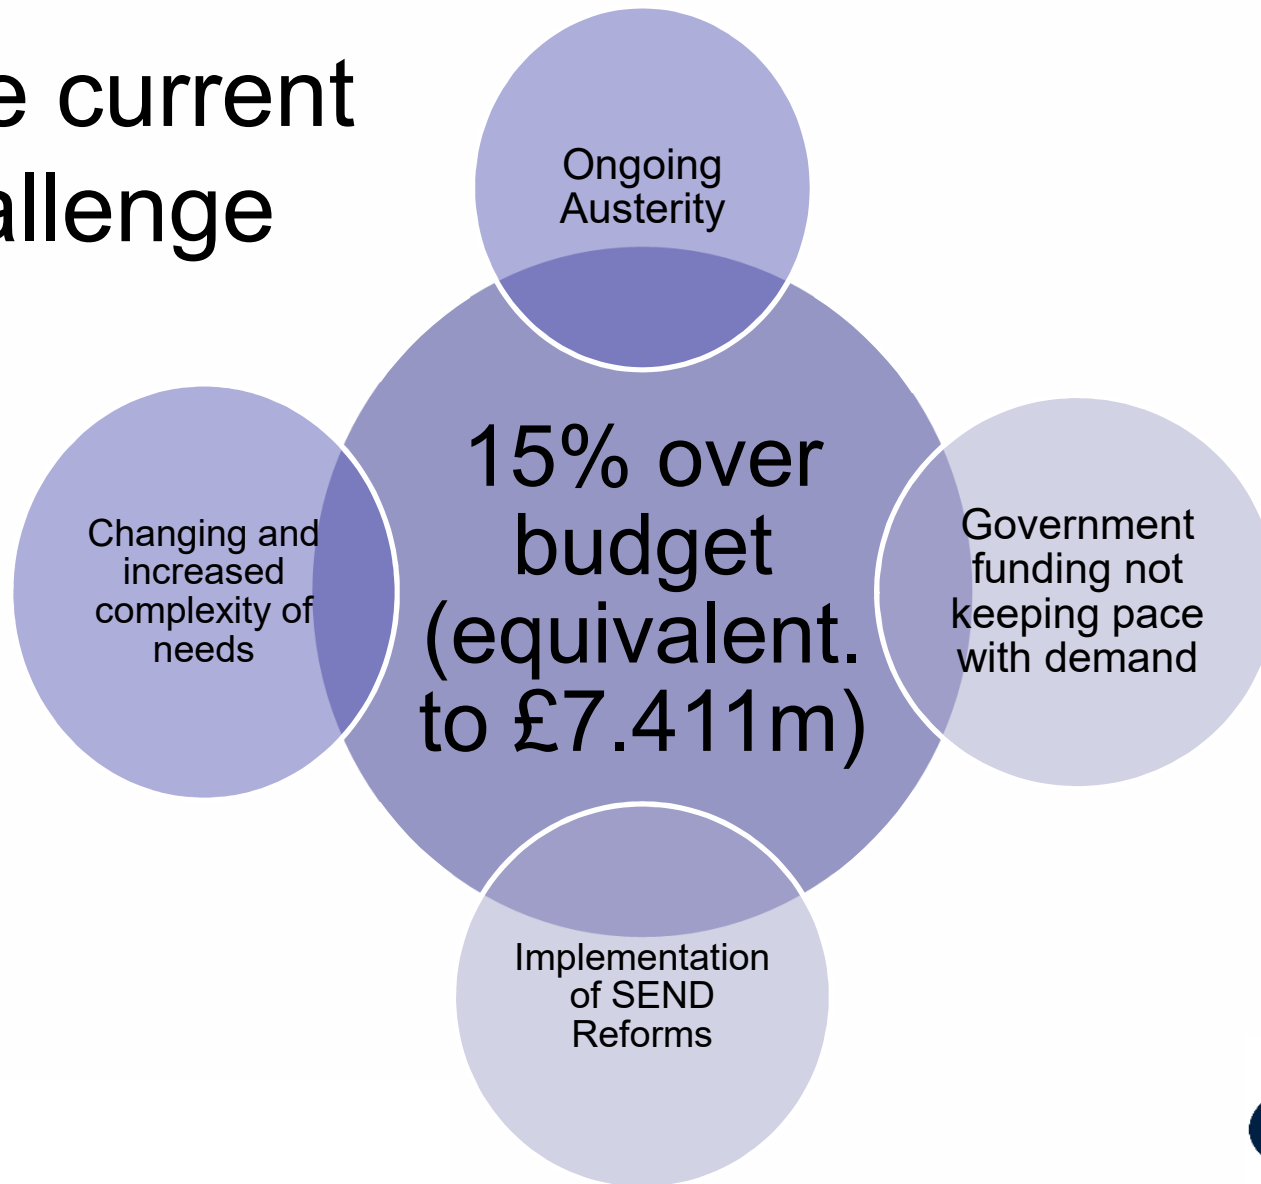 e current
allenge
Ongoing
Austerity
Changing and
increased
complexity of
needs
15% over
budget
(equivalent.
to £7.411m)
Government
funding not
keeping pace
with demand
Implementation
of SEND
Reforms